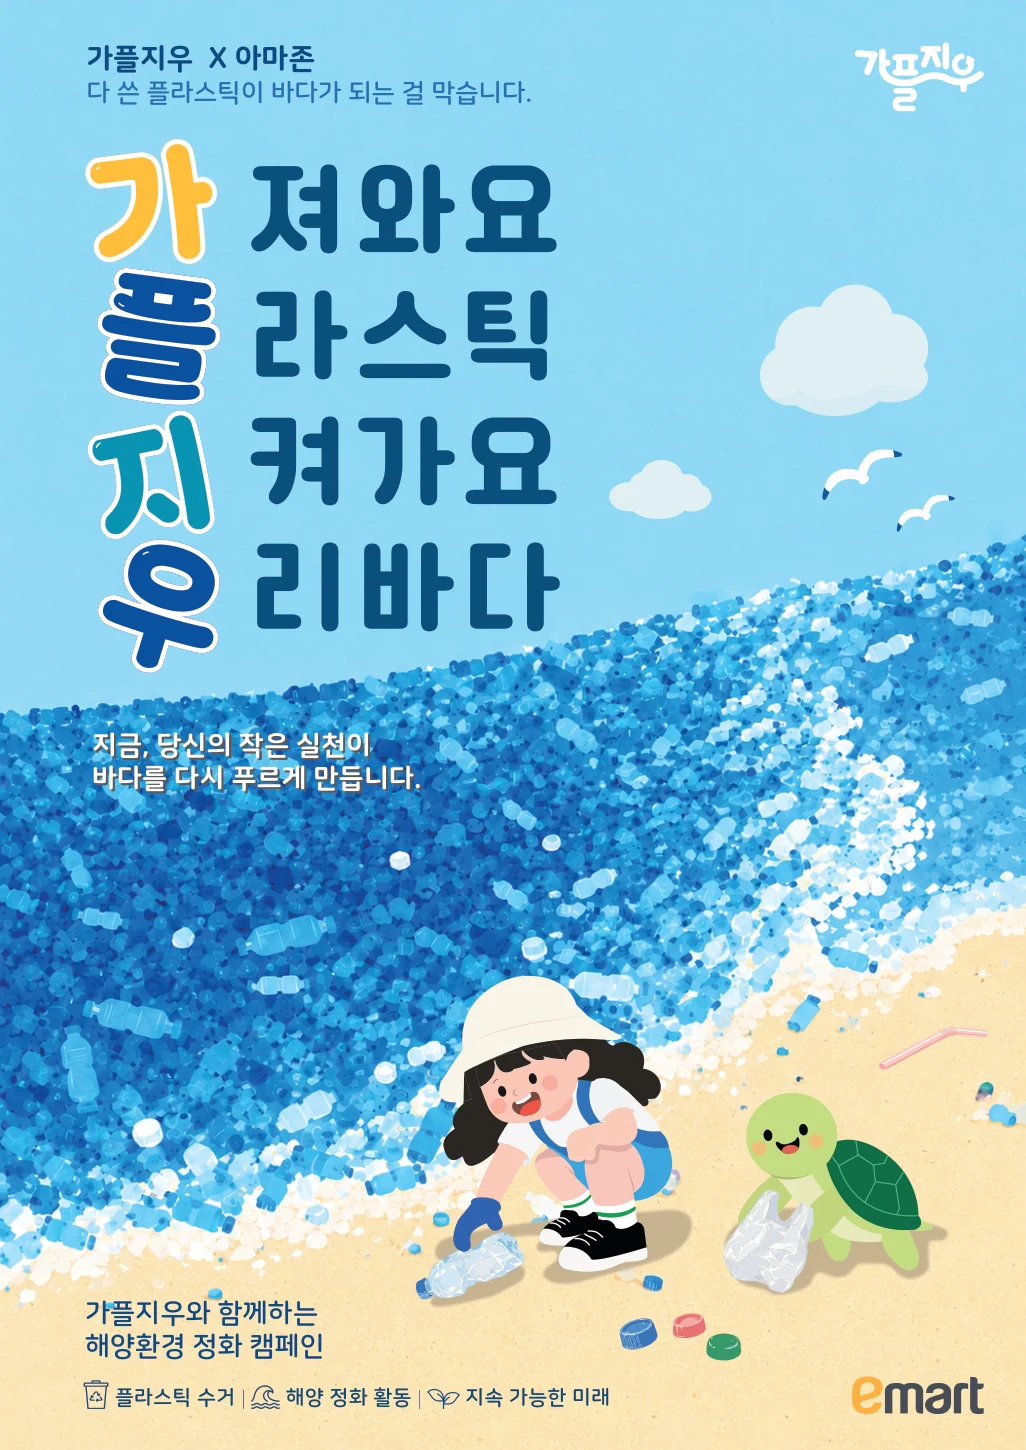 가플지우 X 아마존
다 쓴 플라스틱이 바다가 되는 걸 막습니다.
가플지우
가져와요
플라스틱
지켜가요
우리바다
지금, 당신의 작은 실천이
바다를 다시 푸르게 만듭니다.
가플지우와 함께하는
해양환경 정화 캠페인
플라스틱 수거 | 해양 정화 활동 | 지속 가능한 미래
emart